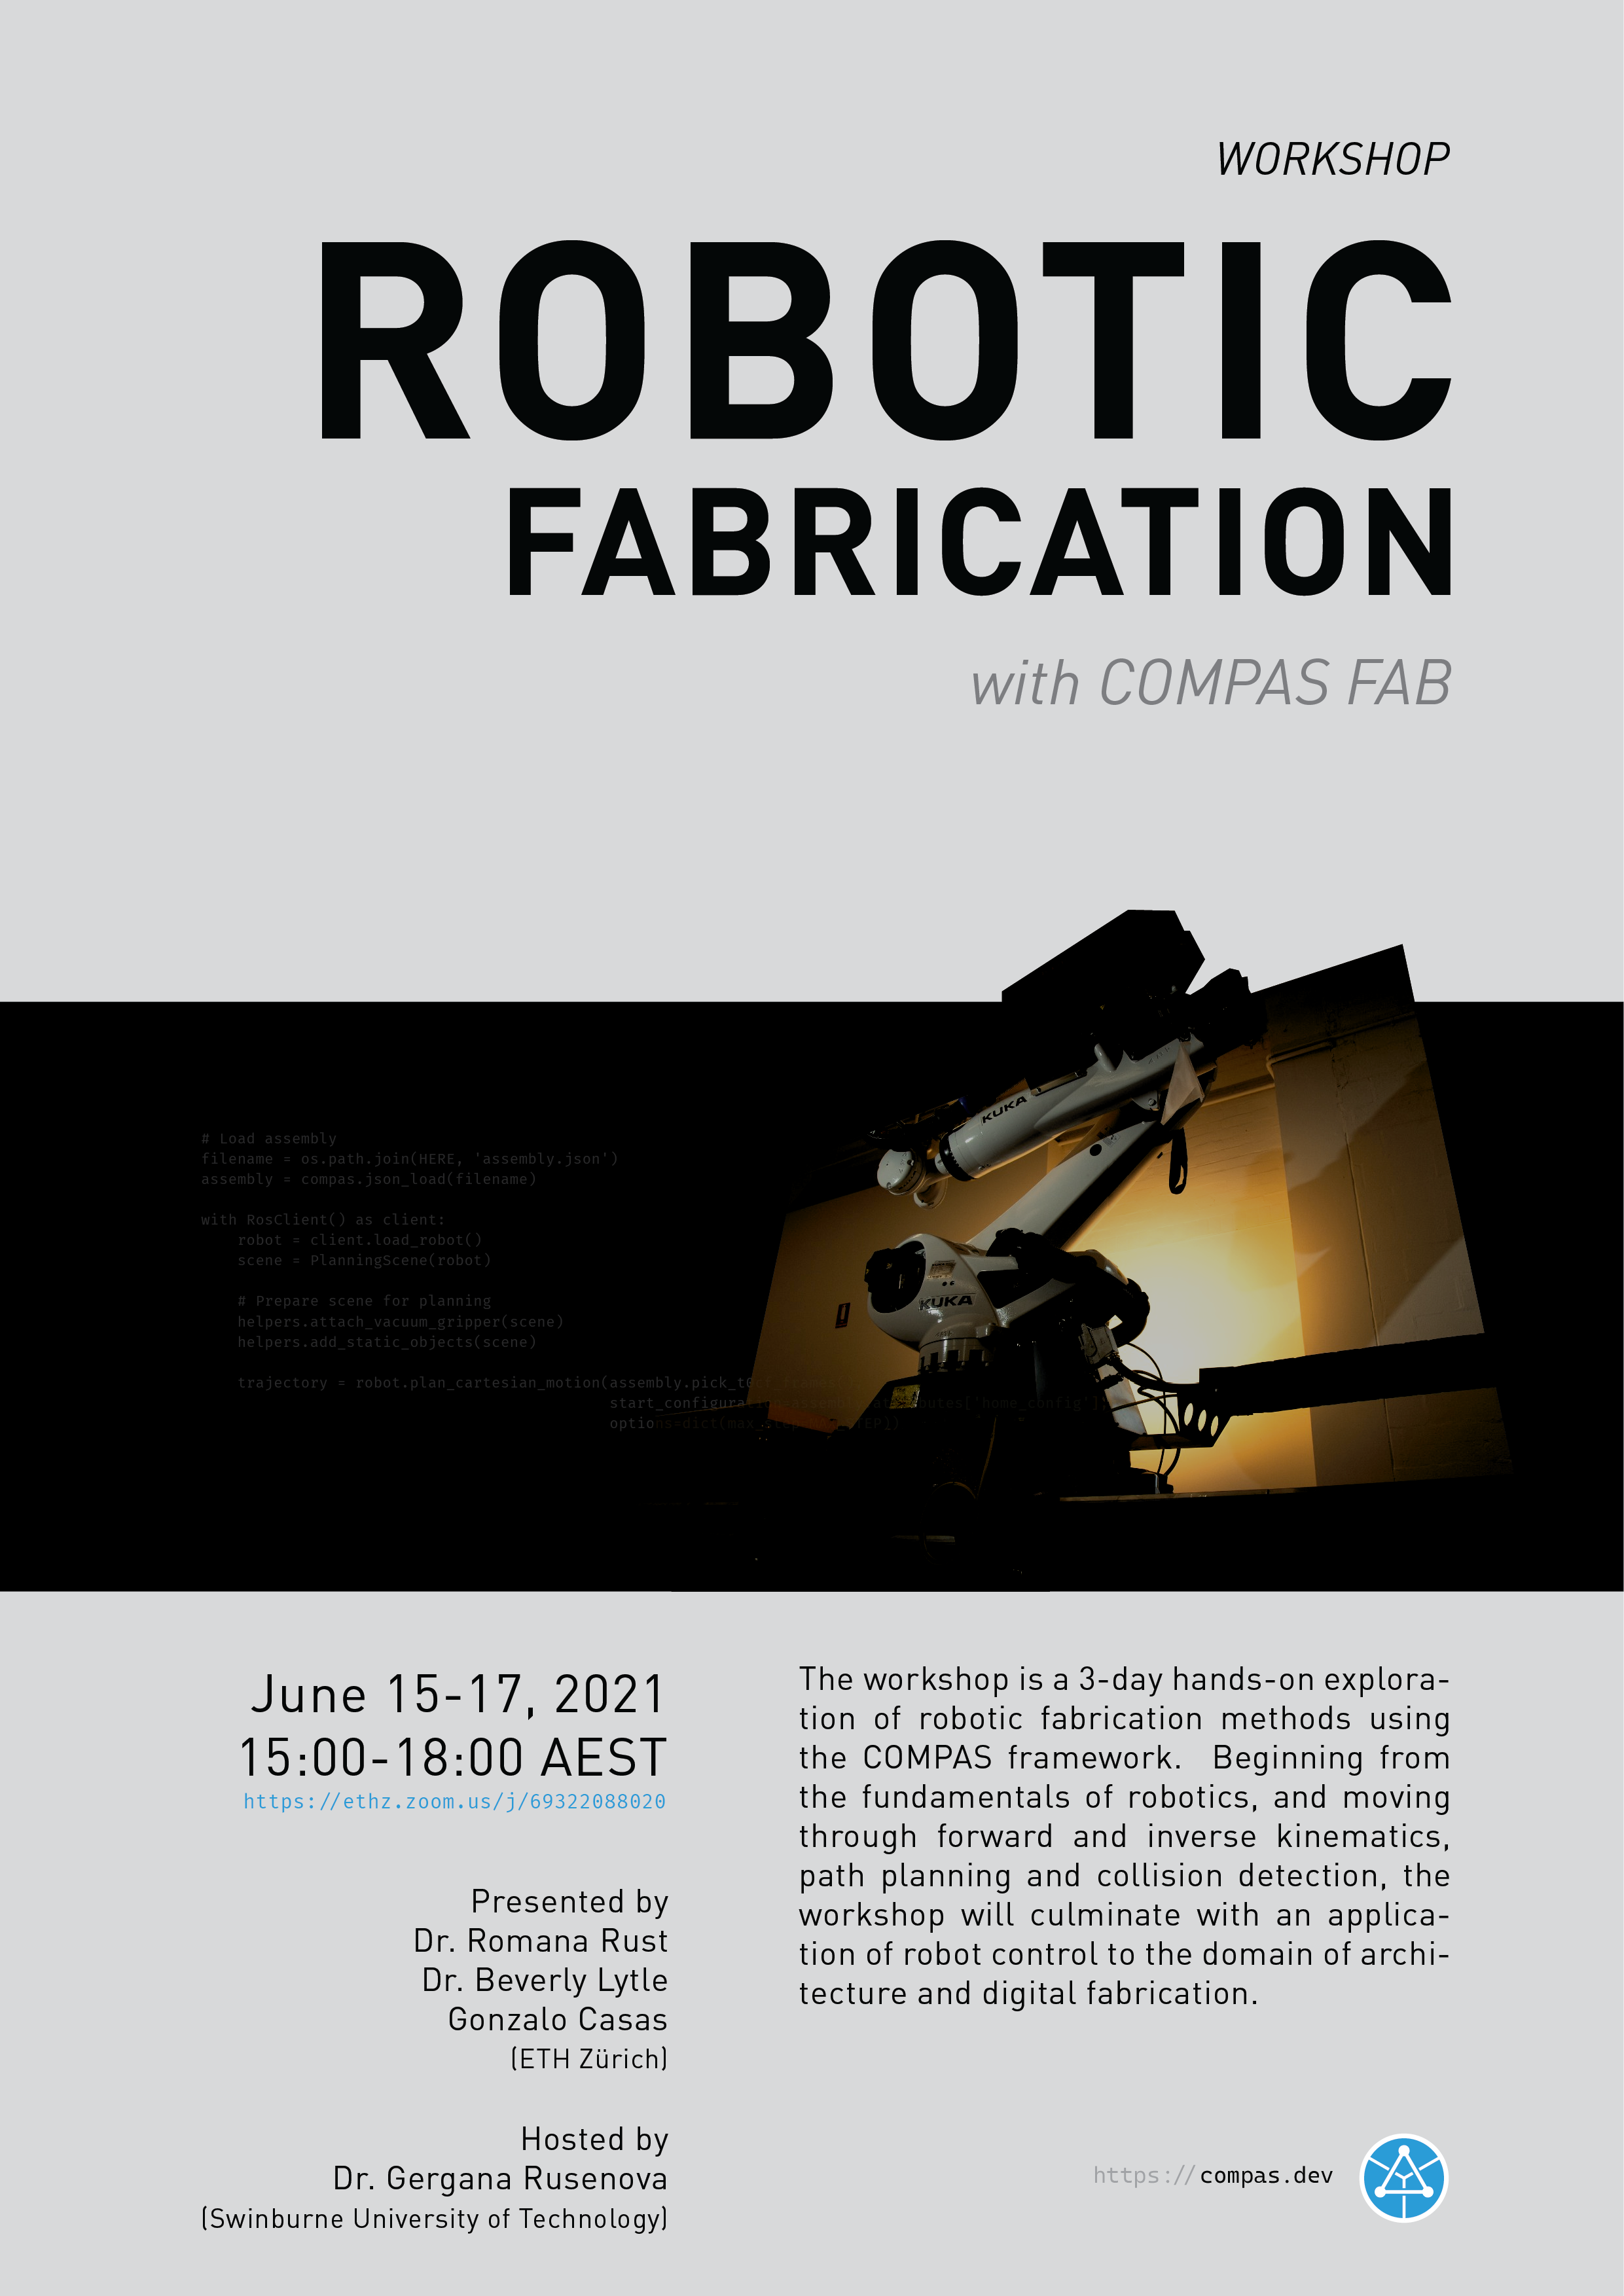 WORKSHOP
ROBOTIC
FABRICATION
with COMPAS FAB
# Load assembly
filename = os.path.join(HERE, 'assembly.json')
assembly = compas.json_load(filename)
with RosClient() as client:
robot = client.load_robot()
scene = PlanningScene(robot)
# Prepare scene for planning
helpers.attach_vacuum_gripper(scene)
helpers.add_static_objects(scene)
trajectory = robot.plan_cartesian_motion(
KUKA
KUKA
June 15-17, 2021
15:00-18:00 AEST
https://ethz.zoom.us/j/69322088020
Presented by
Dr. Romana Rust
Dr. Beverly Lytle
Gonzalo Casas
(ETH Zürich)
Hosted by
Dr. Gergana Rusenova
(Swinburne University of Technology)
The workshop is a 3-day hands-on explora-
tion of robotic fabrication methods using
the COMPAS framework. Beginning from
the fundamentals of robotics, and moving
through forward and inverse kinematics,
path planning and collision detection, the
workshop will culminate with an applica-
tion of robot control to the domain of archi-
tecture and digital fabrication.
https://compas.dev